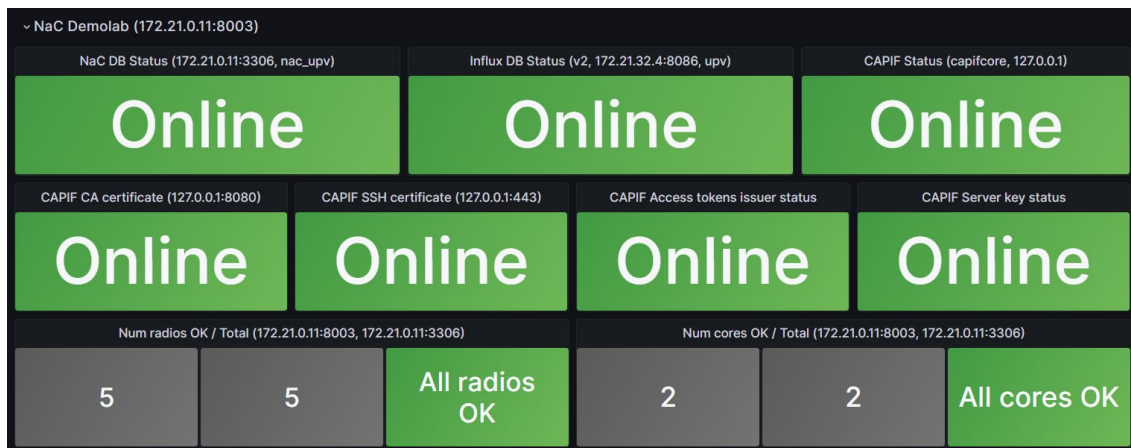 NaC Demolab (172.21.0.11:8003)
NaC DB Status (172.21.0.11:3306, nac_upv)
Influx DB Status (v2, 172.21.32.4:8086, upv)
CAPIF Status (capifcore, 127.0.0.1)
Online
Online
Online
CAPIF CA certificate (127.0.0.1:8080)
CAPIF SSH certificate (127.0.0.1:443)
CAPIF Access tokens issuer status
CAPIF Server key status
Online
Online
Online
Online
Num radios OK / Total (172.21.0.11:8003, 172.21.0.11:3306)
Num cores OK / Total (172.21.0.11:8003, 172.21.0.11:3306)
5
5
All radios
OK
2
2
All cores OK